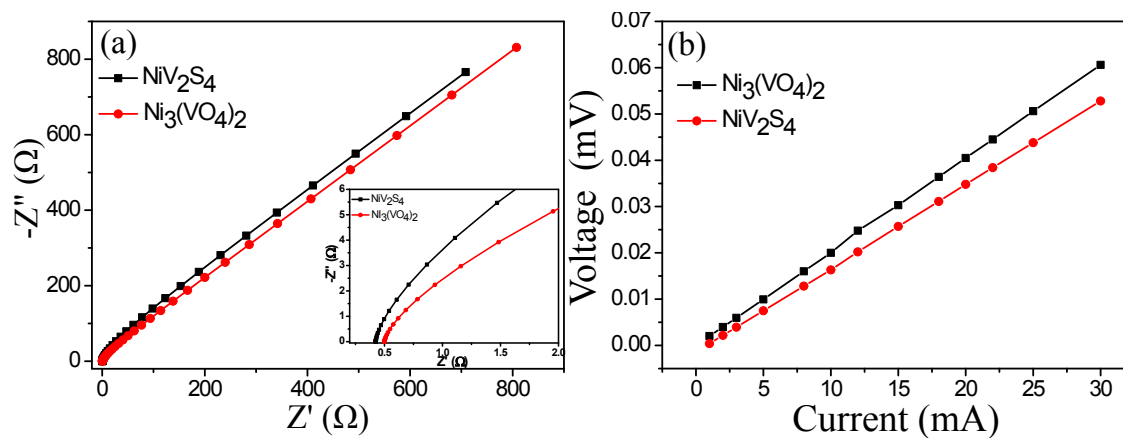 (a)
NiV2S4
Ni3(VO4)2
-Z'' (Ω)
800
600
400
200
0
0 200 400 600 800
Z' (Ω)
NiV2S4
Ni3(VO4)2
-Z'' (Ω)
6
5
4
3
2
1
0
0.5 1.0 1.5 2.0
Z' (Ω)
(b)
Ni3(VO4)2
NiV2S4
Voltage (mV)
0.07
0.06
0.05
0.04
0.03
0.02
0.01
0.00
0 5 10 15 20 25 30
Current (mA)